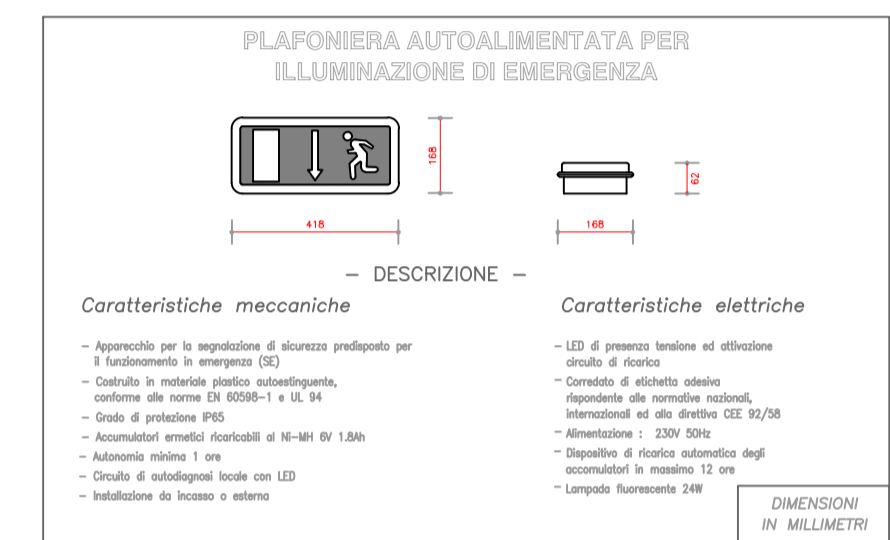 PLAFONIERA AUTOALIMENTATA PER
ILLUMINAZIONE DI EMERGENZA
168
418
62
168
– DESCRIZIONE –
Caratteristiche meccaniche
– Apparecchio per la segnalazione di sicurezza predisposto per
il funzionamento in emergenza (SE)
– Costruito in materiale plastico autoestinguente,
conforme alle norme EN 60598-1 e UL 94
– Grado di protezione IP65
– Accumulatori ermetici ricaricabili al Ni-MH 6V 1.8Ah
– Autonomia minima 1 ore
– Circuito di autodiagnosi locale con LED
– Installazione da incasso o esterna
Caratteristiche elettriche
– LED di presenza tensione ed attivazione
circuito di ricarica
– Corredato di etichetta adesiva
rispondente alle normative nazionali,
internazionali ed alla direttiva CEE 92/58
– Alimentazione : 230V 50Hz
– Dispositivo di ricarica automatica degli
accomulatori in massimo 12 ore
– Lampada fluorescente 24W
DIMENSIONI
IN MILLIMETRI